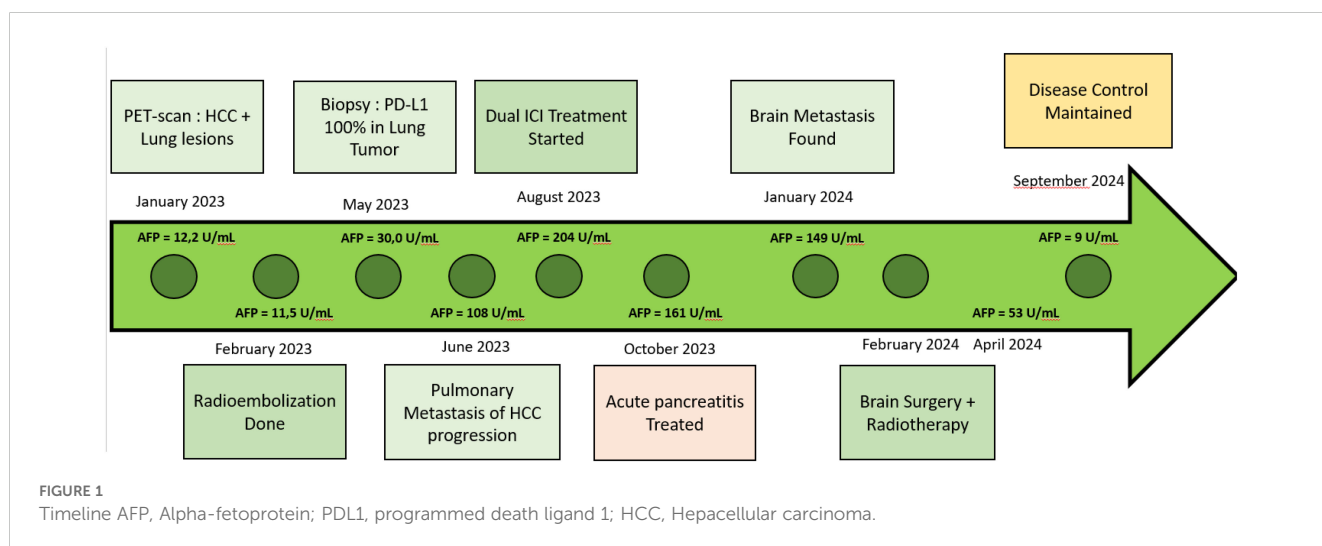 PET-scan : HCC +
Lung lesions
Biopsy : PD-L1
100% in Lung
Tumor
Dual ICI Treatment
Started
Brain Metastasis
Found
Disease Control
Maintained
January 2023
May 2023
August 2023
January 2024
September 2024
AFP = 12,2 U/mL
AFP = 30,0 U/mL
AFP = 204 U/mL
AFP = 149 U/mL
AFP = 9 U/mL
AFP = 11,5 U/mL
AFP = 108 U/mL
AFP = 161 U/mL
AFP = 53 U/mL
February 2023
June 2023
October 2023
February 2024
April 2024
Radioembolization
Done
Pulmonary
Metastasis of HCC
progression
Acute pancreatitis
Treated
Brain Surgery +
Radiotherapy
FIGURE 1
Timeline AFP, Alpha-fetoprotein; PDL1, programmed death ligand 1; HCC, Hepacellular carcinoma.